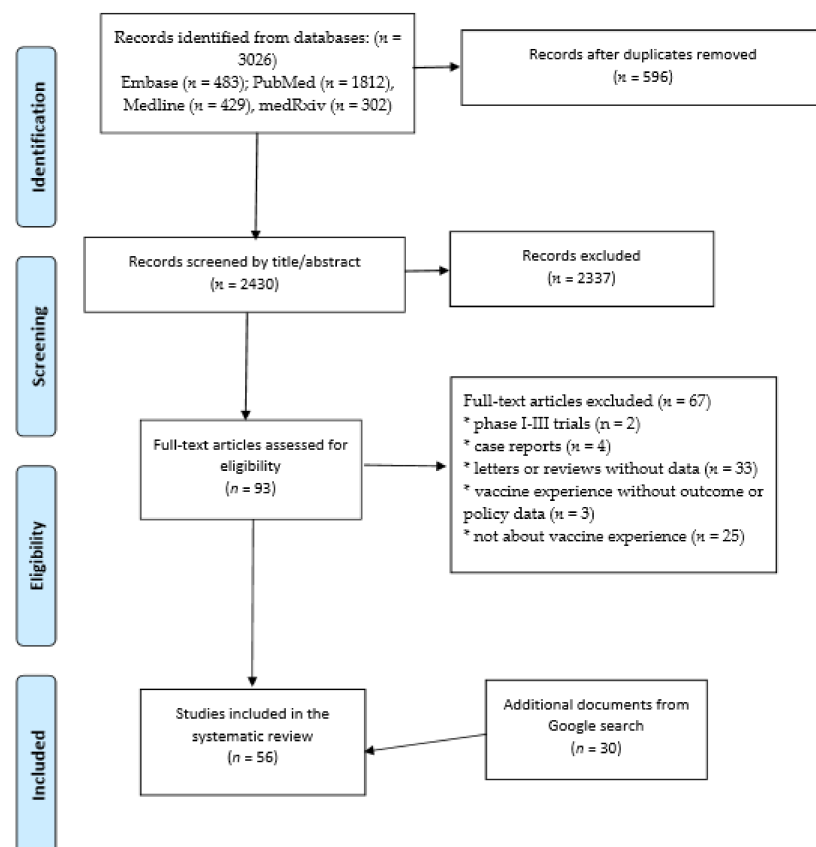 Records identified from databases: (n =
3026)
Embase (n = 483); PubMed (n = 1812),
Medline (n = 429), medRxiv (n = 302)
Records after duplicates removed
(n = 596)
Identification
Records screened by title/abstract
(n = 2430)
Records excluded
(n = 2337)
Screening
Full-text articles assessed for
eligibility
(n = 93)
Full-text articles excluded (n = 67)
* phase I-III trials (n = 2)
* case reports (n = 4)
* letters or reviews without data (n = 33)
* vaccine experience without outcome or
policy data (n = 3)
* not about vaccine experience (n = 25)
Eligibility
Studies included in the
systematic review
(n = 56)
Additional documents from
Google search
(n = 30)
Included